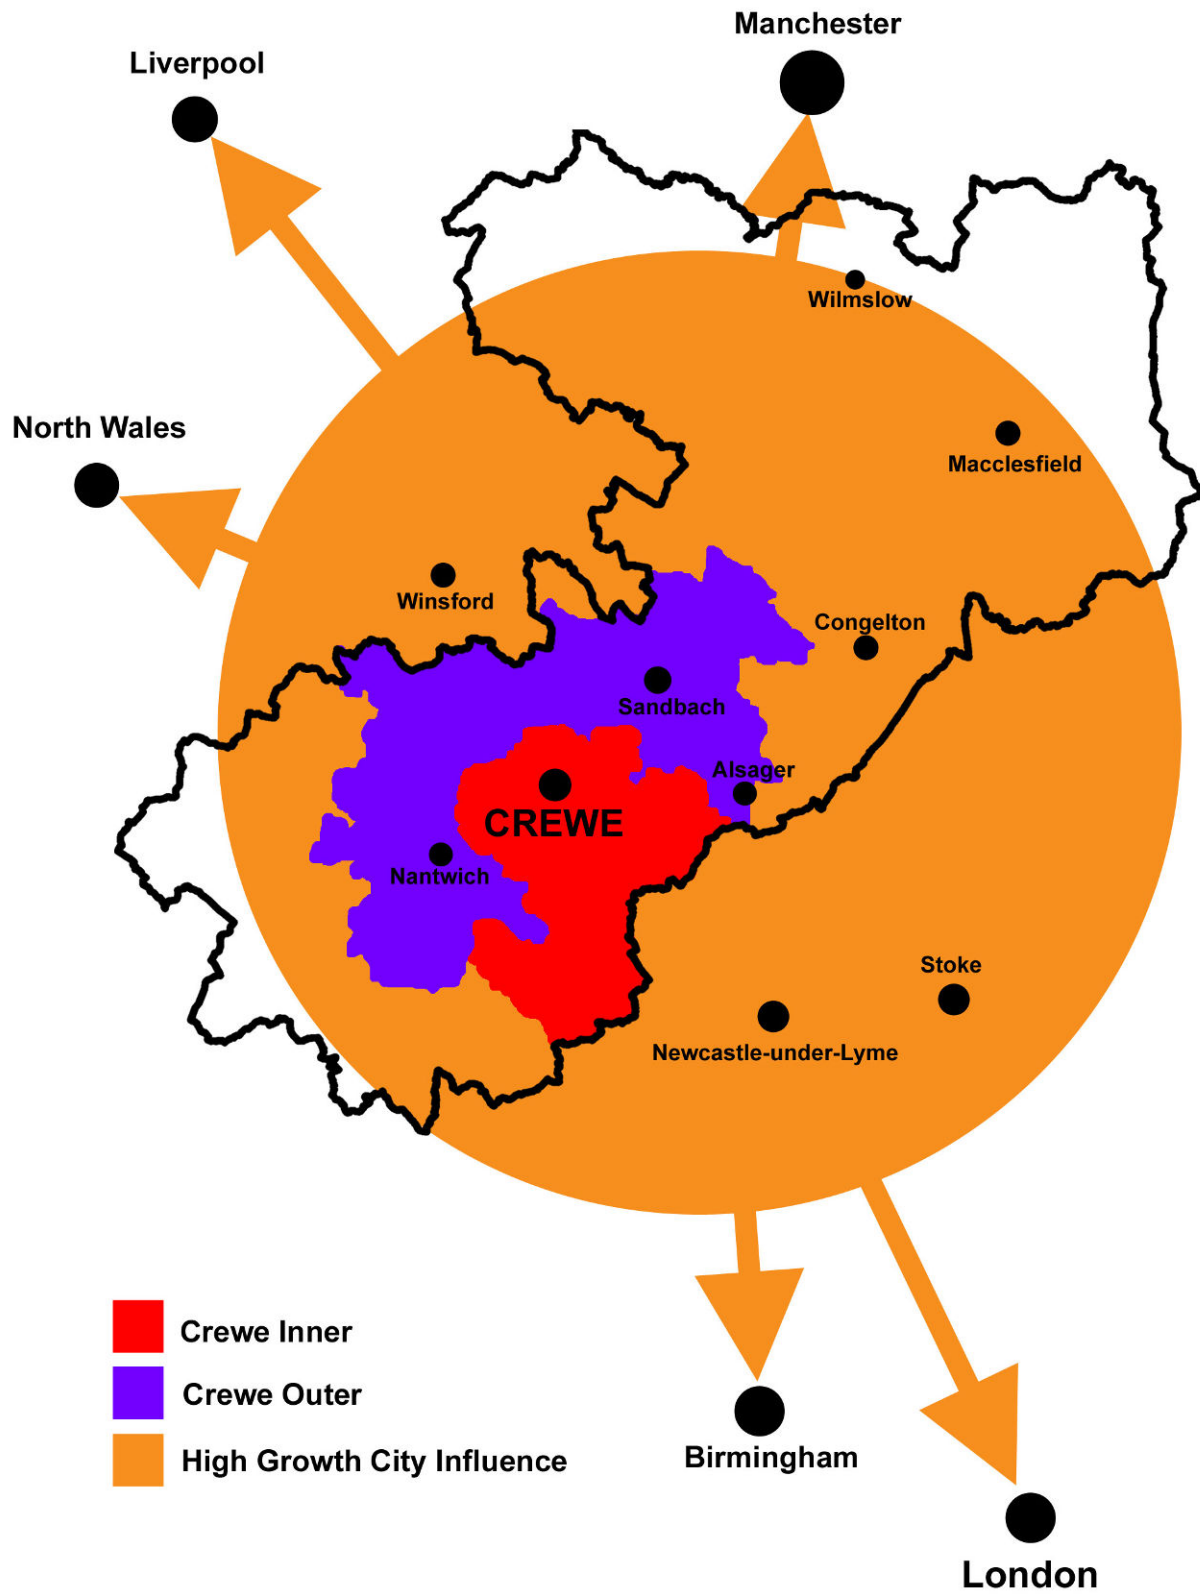 Manchester
Liverpool
Wilmslow
North Wales
Macclesfield
Winsford
Congelton
Sandbach
Alsager
CREWE
Nantwich
Stoke
Newcastle-under-Lyme
Crewe Inner
Crewe Outer
High Growth City Influence
Birmingham
London